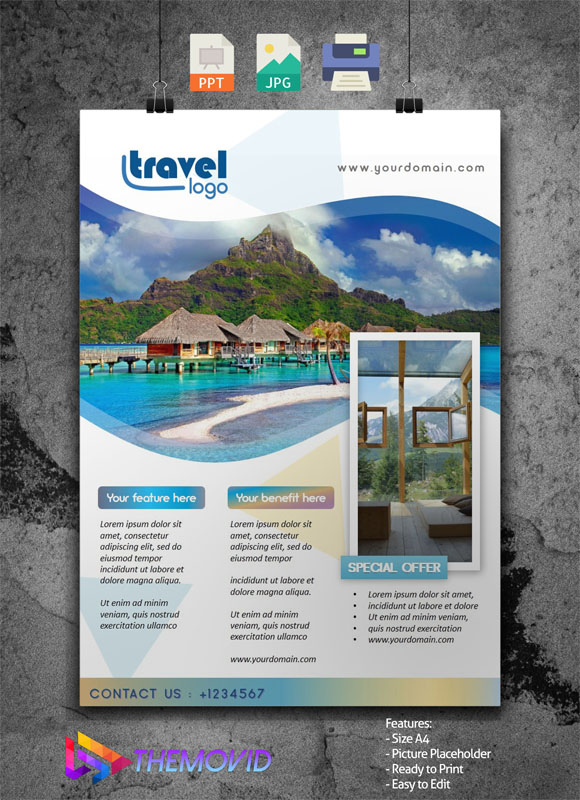 PPT
JPG
travel
logo
www.yourdomain.com
Your feature here
Lorem ipsum dolor sit
amet, consectetur
adipiscing elit, sed do
eiusmod tempor
incididunt ut labore et
dolore magna aliqua.
Ut enim ad minim
veniam, quis nostrud
exercitation ullamco
Your benefit here
Lorem ipsum dolor sit
amet, consectetur
adipiscing elit, sed do
eiusmod tempor
incididunt ut labore et
dolore magna aliqua.
Ut enim ad minim
veniam, quis nostrud
exercitation ullamco
www.yourdomain.com
SPECIAL OFFER
• Lorem ipsum dolor sit amet,
• incididunt ut labore et dolore
• Ut enim ad minim veniam,
• quis nostrud exercitation
• www.yourdomain.com
CONTACT US : +1234567
THEMOVID
Features:
- Size A4
- Picture Placeholder
- Ready to Print
- Easy to Edit